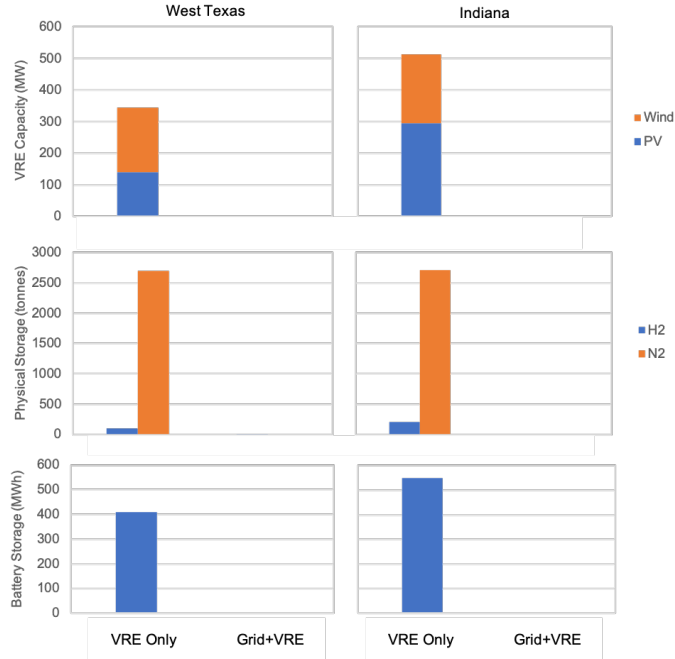 West Texas
Indiana
VRE Capacity (MW)
600
500
400
300
200
100
0
Wind
PV
Physical Storage (tonnes)
3000
2500
2000
1500
1000
500
0
H2
N2
Battery Storage (MWh)
600
500
400
300
200
100
0
VRE Only
Grid+VRE
VRE Only
Grid+VRE